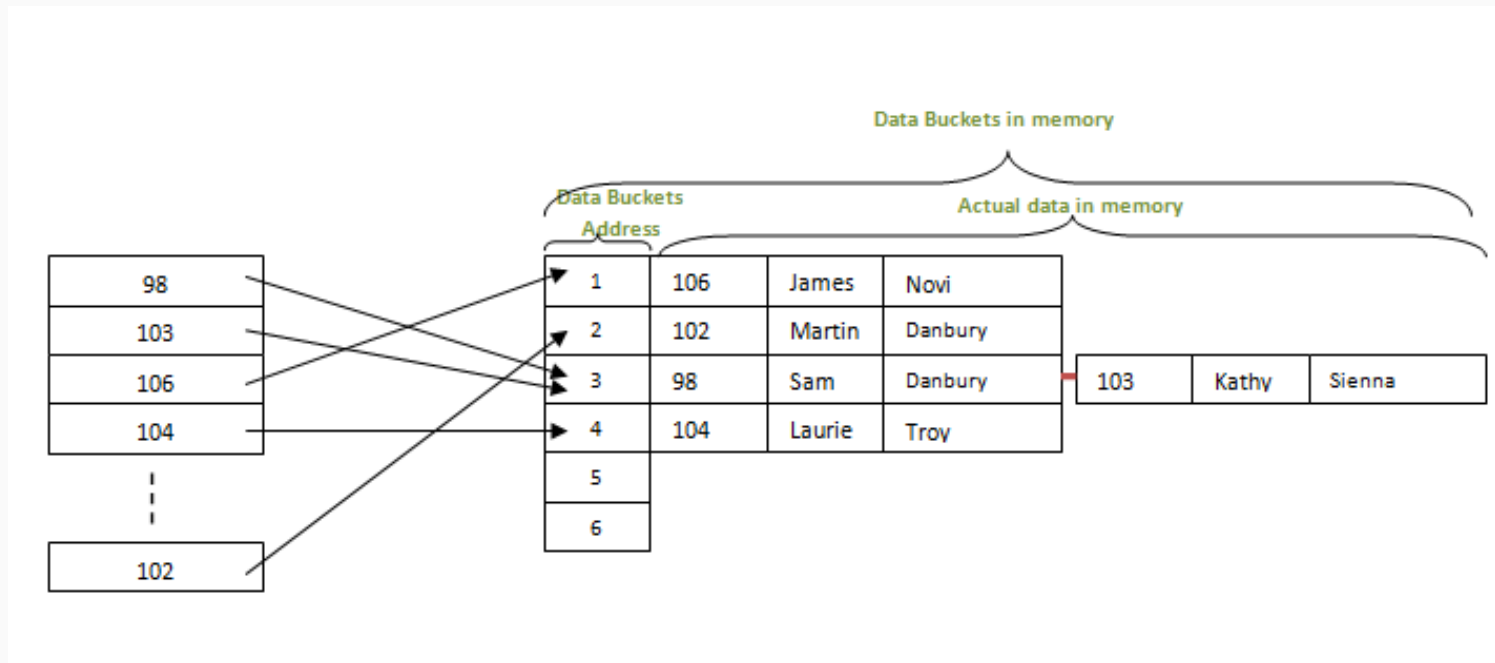 Data Buckets in memory
Data Buckets
Address
Actual data in memory
98
103
106
104
102
1 106 James Novi
2 102 Martin Danbury
3 98 Sam Danbury 103 Kathy Sienna
4 104 Laurie Troy
5
6